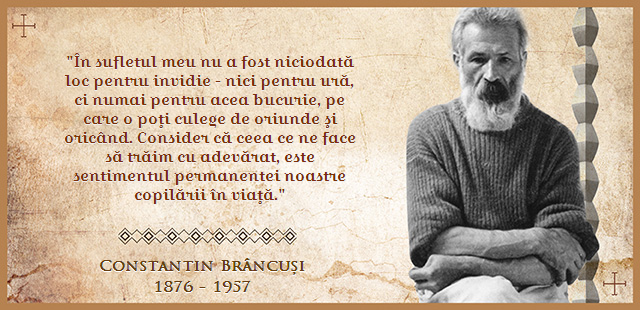 "În sufletul meu nu a fost niciodată
loc pentru invidie - nici pentru ură,
ci numai pentru acea bucurie, pe
care o poți culege de oriunde și
oricând. Consider că ceea ce ne face
să trăim cu adevărat, este
sentimentul permanenței noastre
copilării în viață."
Constantin Brâncuși
1876 - 1957